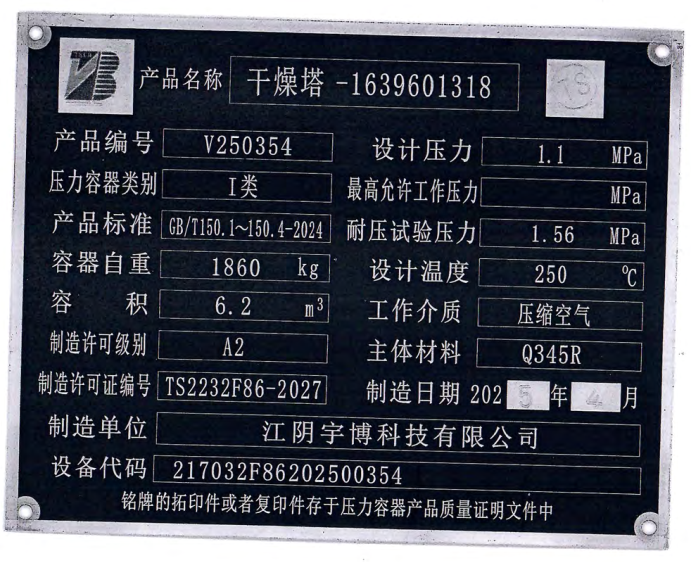 产品名称 干燥塔-1639601318 TS
产品编号 V250354 设计压力 1.1 MPa
压力容器类别 I类 最高允许工作压力 MPa
产品标准 GB/T150.1~150.4-2024 耐压试验压力 1.56 MPa
容器自重 1860 kg 设计温度 250 ℃
容积 6.2 m³ 工作介质 压缩空气
制造许可级别 A2 主体材料 Q345R
制造许可证编号 TS2232F86-2027 制造日期 2025年4月
制造单位 江阴宇博科技有限公司
设备代码 217032F86202500354
铭牌的拓印件或者复印件存于压力容器产品质量证明文件中